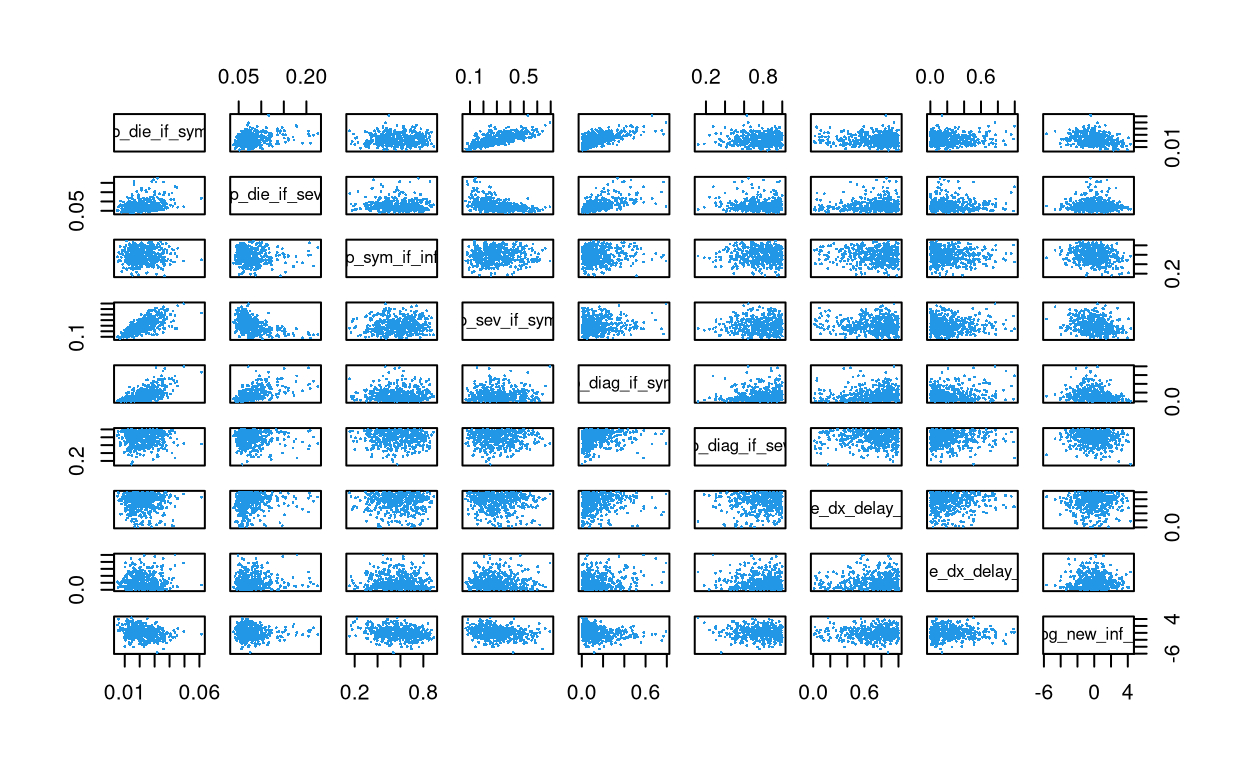 0.05 0.20 0.1 0.5 0.2 0.8 0.0 0.6
p_die_if_sym 0.01
0.05 p_die_if_sev
p_sym_if_inf 0.2
0.1 p_sev_if_sym
_diag_if_sym 0.0
0.2 p_diag_if_sev
e_dx_delay_ 0.0
0.0 e_dx_delay_
og_new_inf_ -6 4
0.01 0.06 0.2 0.8 0.0 0.6 0.0 0.6 -6 0 4